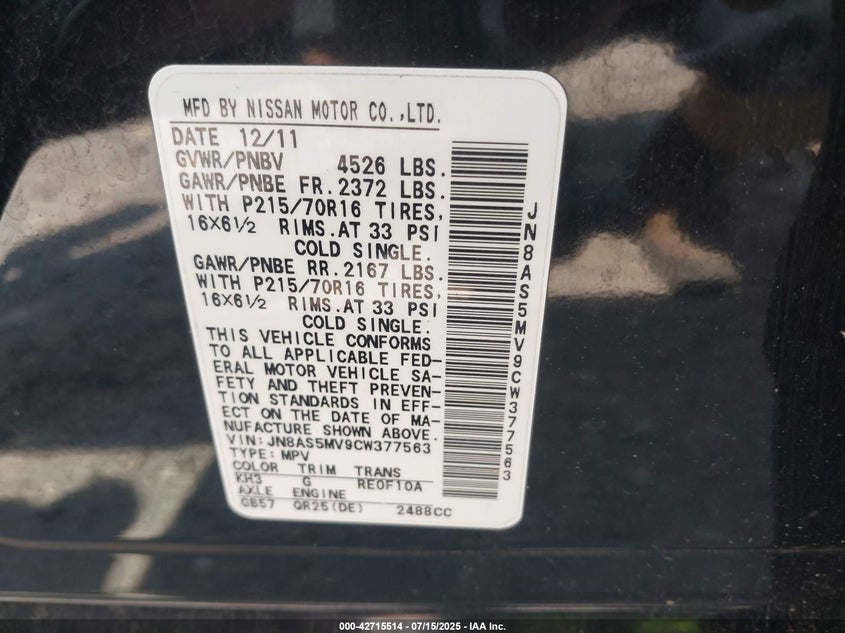 MFD BY NISSAN MOTOR CO.,LTD.
DATE 12/11
GVWR/PNBV 4526 LBS.
GAWR/PNBE FR. 2372 LBS.
WITH P215/70R16 TIRES,
16X6½ RIMS.AT 33 PSI
COLD SINGLE.
GAWR/PNBE RR. 2167 LBS.
WITH P215/70R16 TIRES,
16X6½ RIMS.AT 33 PSI
COLD SINGLE.
THIS VEHICLE CONFORMS
TO ALL APPLICABLE FED-
ERAL MOTOR VEHICLE SA-
FETY AND THEFT PREVEN-
TION STANDARDS IN EFF-
ECT ON THE DATE OF MA-
NUFACTURE SHOWN ABOVE.
VIN: JN8AS5MV9CW377563
TYPE: MPV
COLOR TRIM TRANS
KH3 G RE0F10A
AXLE ENGINE
GB57 QR25(DE) 2488CC
JN8AS5MV9CW377563
000-42715514 - 07/15/2025 - IAA Inc.